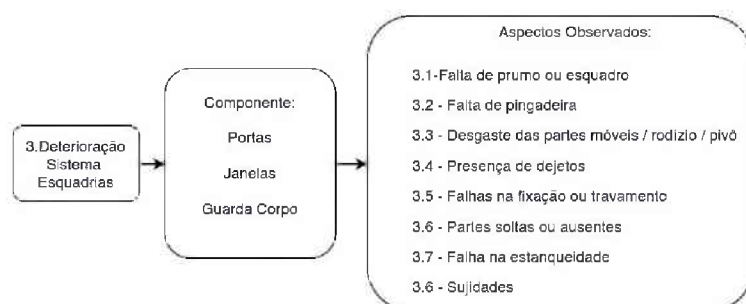 3.Deterioração
Sistema
Esquadrias
Componente:
Portas
Janelas
Guarda Corpo
Aspectos Observados:
3.1-Falta de prumo ou esquadro
3.2 - Falta de pingadeira
3.3 - Desgaste das partes móveis / rodízio / pivô
3.4 - Presença de dejetos
3.5 - Falhas na fixação ou travamento
3.6 - Partes soltas ou ausentes
3.7 - Falha na estanqueidade
3.6 - Sujidades